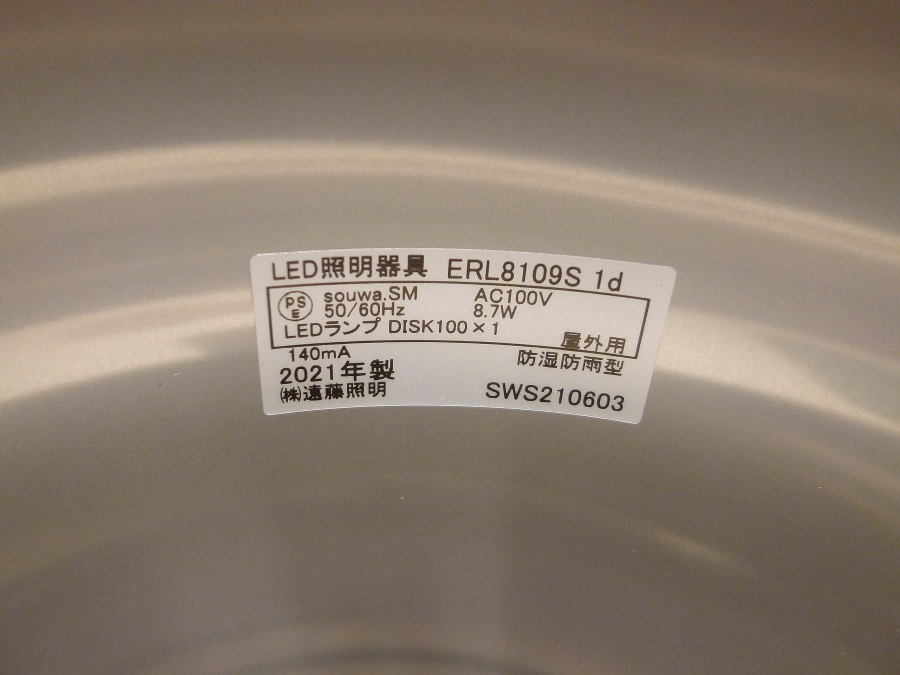 LED照明器具 ERL8109S 1d
PS E souwa.SM AC100V
50/60Hz 8.7W
LEDランプ DISK100×1 屋外用
140mA 防湿防雨型
2021年製
㈱遠藤照明 SWS210603